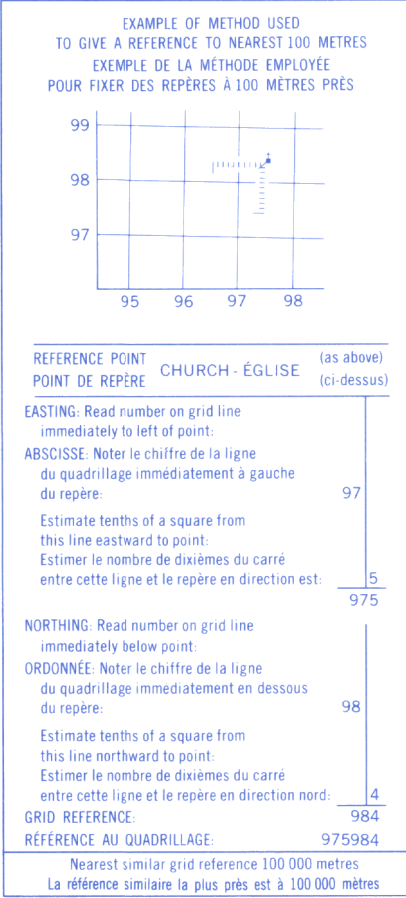 EXAMPLE OF METHOD USED
TO GIVE A REFERENCE TO NEAREST 100 METRES
EXEMPLE DE LA MÉTHODE EMPLOYÉE
POUR FIXER DES REPÈRES À 100 MÈTRES PRÈS
99
98
97
95 96 97 98
REFERENCE POINT
POINT DE REPÈRE
CHURCH - ÉGLISE
(as above)
(ci-dessus)
EASTING: Read number on grid line
immediately to left of point:
ABSCISSE: Noter le chiffre de la ligne
du quadrillage immédiatement à gauche
du repère: 97
Estimate tenths of a square from
this line eastward to point:
Estimer le nombre de dixièmes du carré
entre cette ligne et le repère en direction est: 5
975
NORTHING: Read number on grid line
immediately below point:
ORDONNÉE: Noter le chiffre de la ligne
du quadrillage immediatement en dessous
du repère: 98
Estimate tenths of a square from
this line northward to point:
Estimer le nombre de dixièmes du carré
entre cette ligne et le repère en direction nord: 4
GRID REFERENCE: 984
RÉFÉRENCE AU QUADRILLAGE: 975984
Nearest similar grid reference 100 000 metres
La référence similaire la plus près est à 100 000 mètres